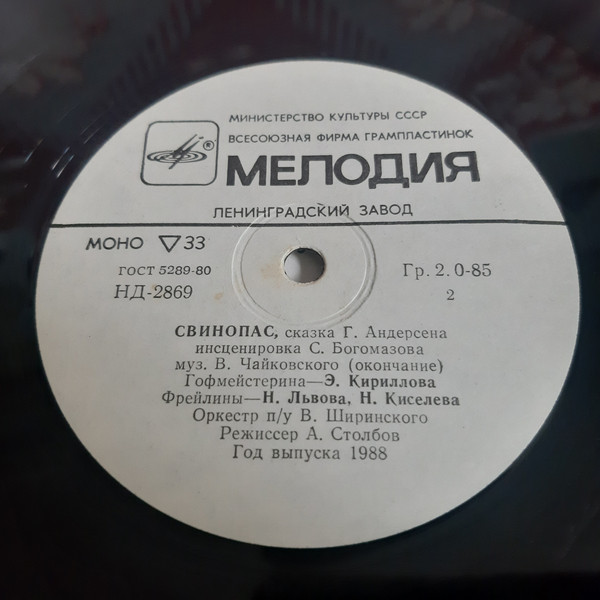 МИНИСТЕРСТВО КУЛЬТУРЫ СССР
ВСЕСОЮЗНАЯ ФИРМА ГРАМПЛАСТИНОК
® МЕЛОДИЯ
ЛЕНИНГРАДСКИЙ ЗАВОД
МОНО ▽ 33
ГОСТ 5289-80
Гр. 2. 0-85
НД-2869
2
СВИНОПАС, сказка Г. Андерсена
инсценировка С. Богомазова
муз. В. Чайковского (окончание)
Гофмейстерина—Э. Кириллова
Фрейлины—Н. Львова, Н. Киселева
Оркестр п/у В. Ширинского
Режиссер А. Столбов
Год выпуска 1988